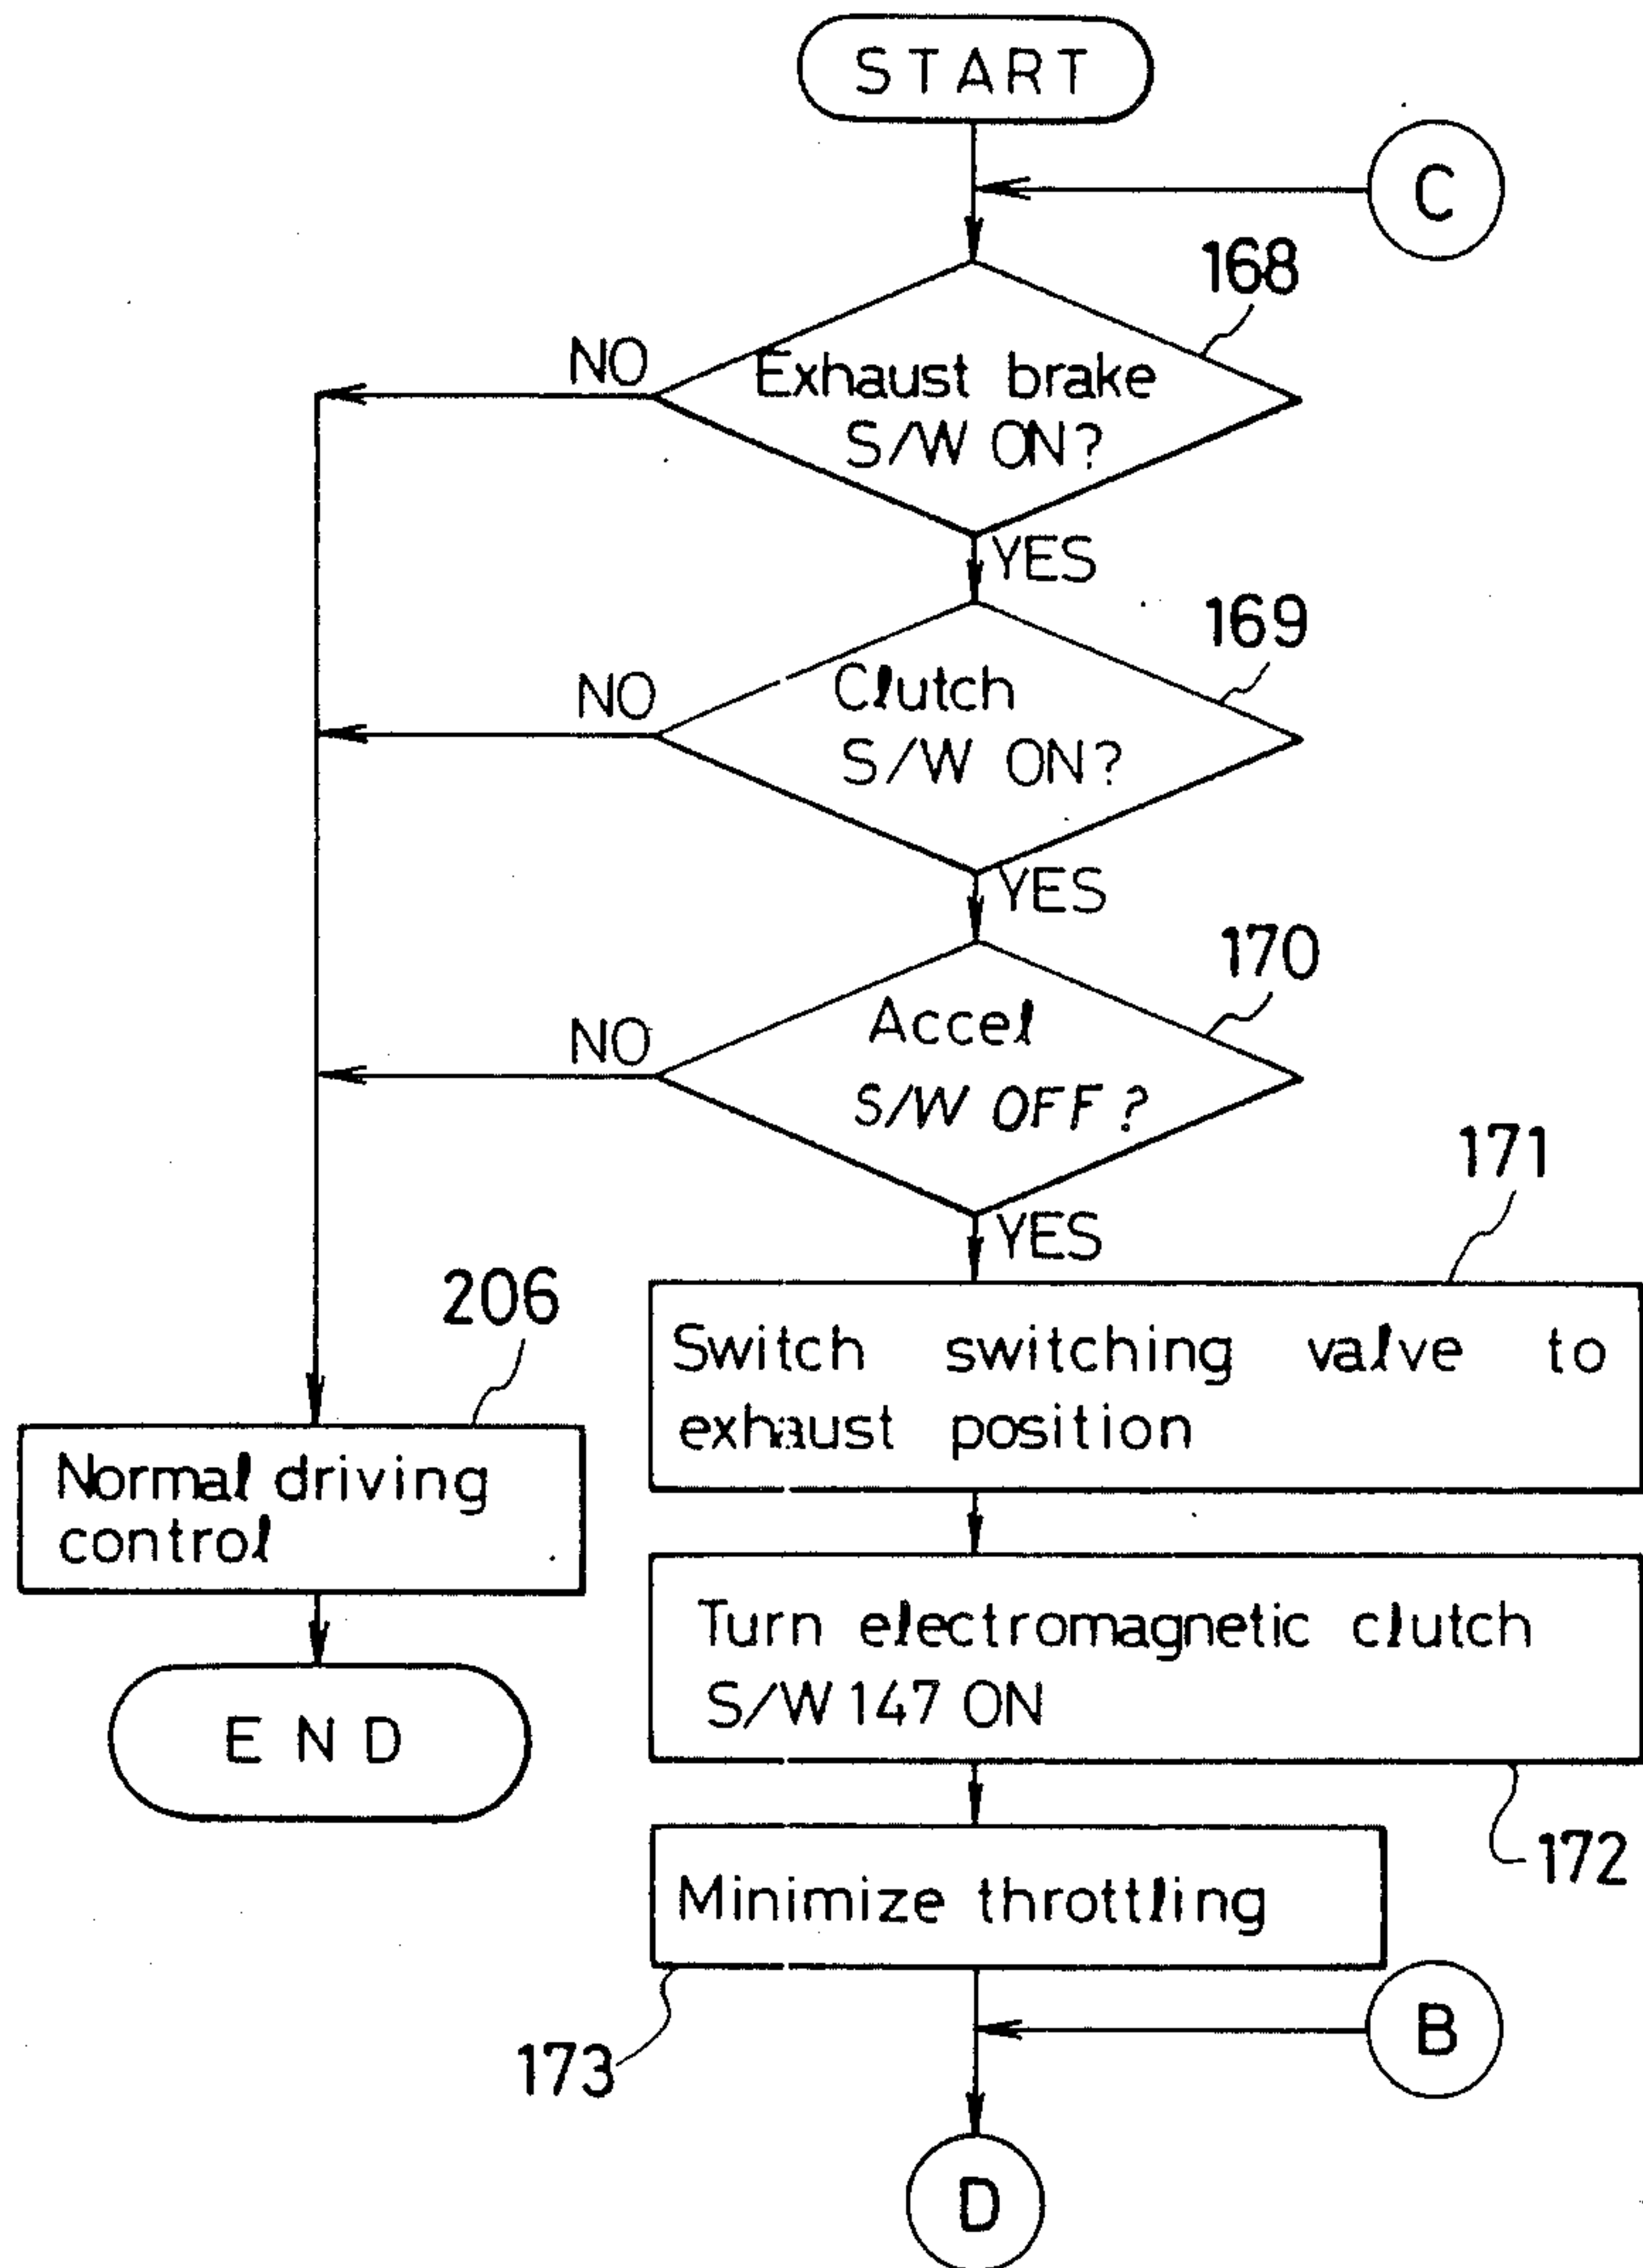 START
C
168
NO
Exhaust brake
S/W ON?
YES
169
NO
Clutch
S/W ON?
YES
170
NO
Accel
S/W OFF?
YES
171
206
Switch switching valve to
exhaust position
Normal driving
control
Turn electromagnetic clutch
S/W 147 ON
END
172
Minimize throttling
173
B
D